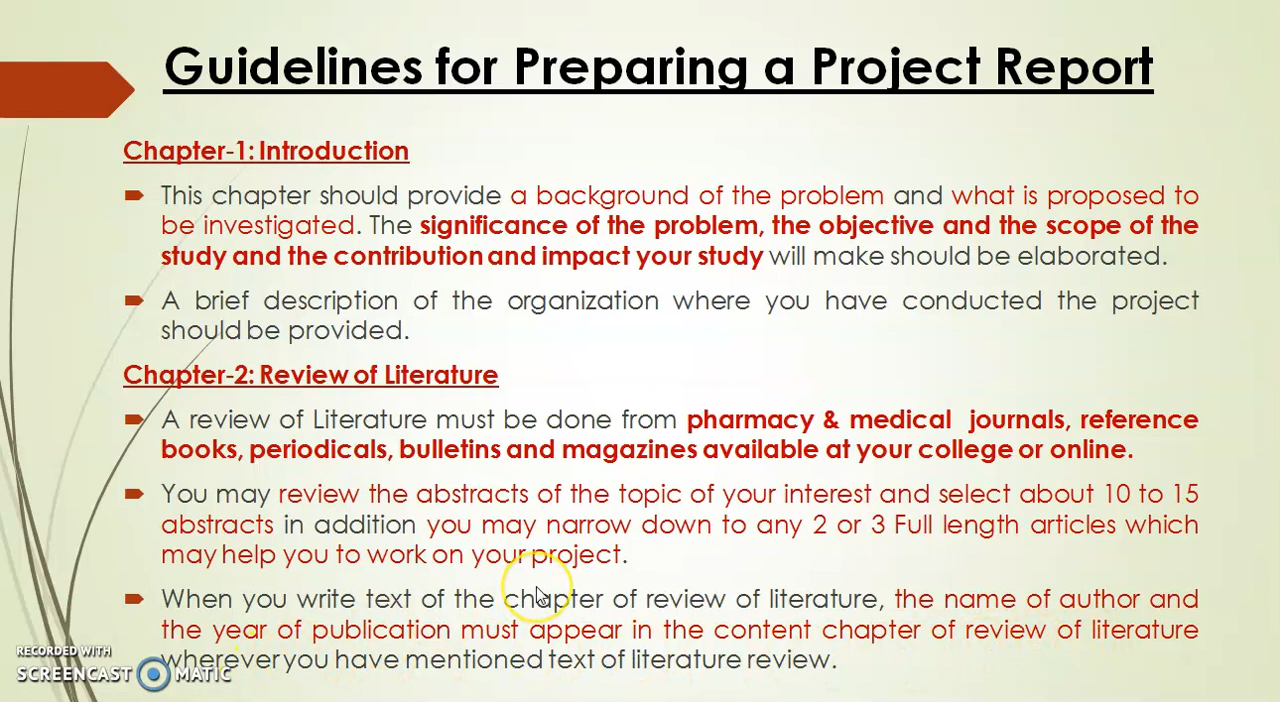 Guidelines for Preparing a Project Report
Chapter-1: Introduction
This chapter should provide a background of the problem and what is proposed to
be investigated. The significance of the problem, the objective and the scope of the
study and the contribution and impact your study will make should be elaborated.
A brief description of the organization where you have conducted the project
should be provided.
Chapter-2: Review of Literature
A review of Literature must be done from pharmacy & medical journals, reference
books, periodicals, bulletins and magazines available at your college or online.
You may review the abstracts of the topic of your interest and select about 10 to 15
abstracts in addition you may narrow down to any 2 or 3 Full length articles which
may help you to work on your project.
When you write text of the chapter of review of literature, the name of author and
the year of publication must appear in the content chapter of review of literature
wherever you have mentioned text of literature review.
RECORDED WITH
SCREENCAST MATIC